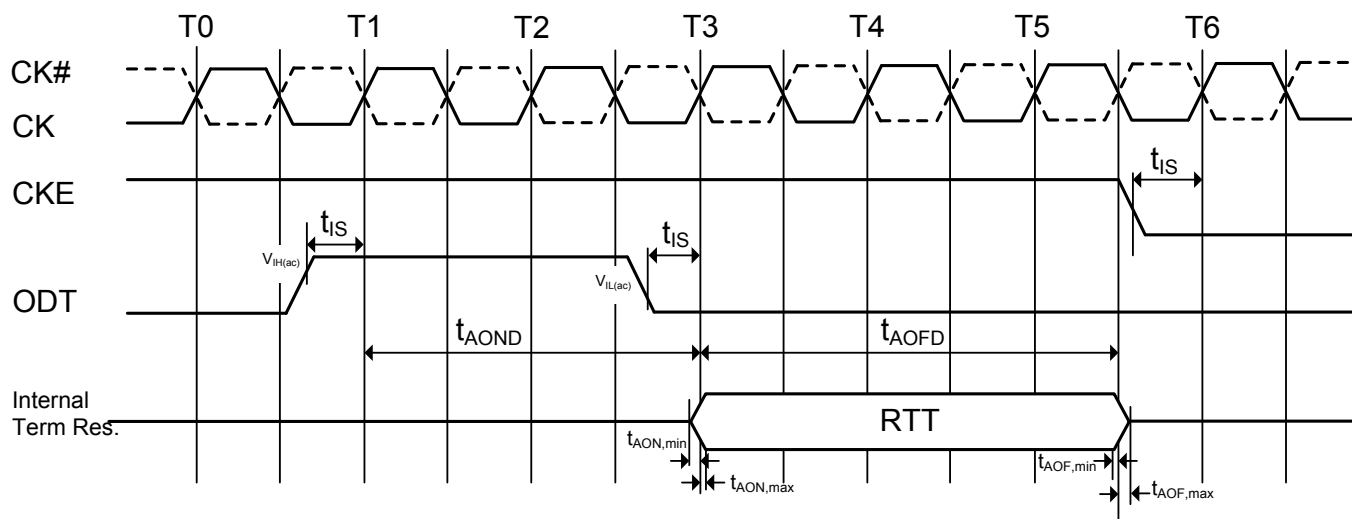 T0 T1 T2 T3 T4 T5 T6
CK#
CK
CKE
tIS
tIS
tIS
VIH(ac)
VIL(ac)
ODT
tAOND
tAOFD
Internal
Term Res.
RTT
tAON,min
tAOF,min
tAON,max
tAOF,max